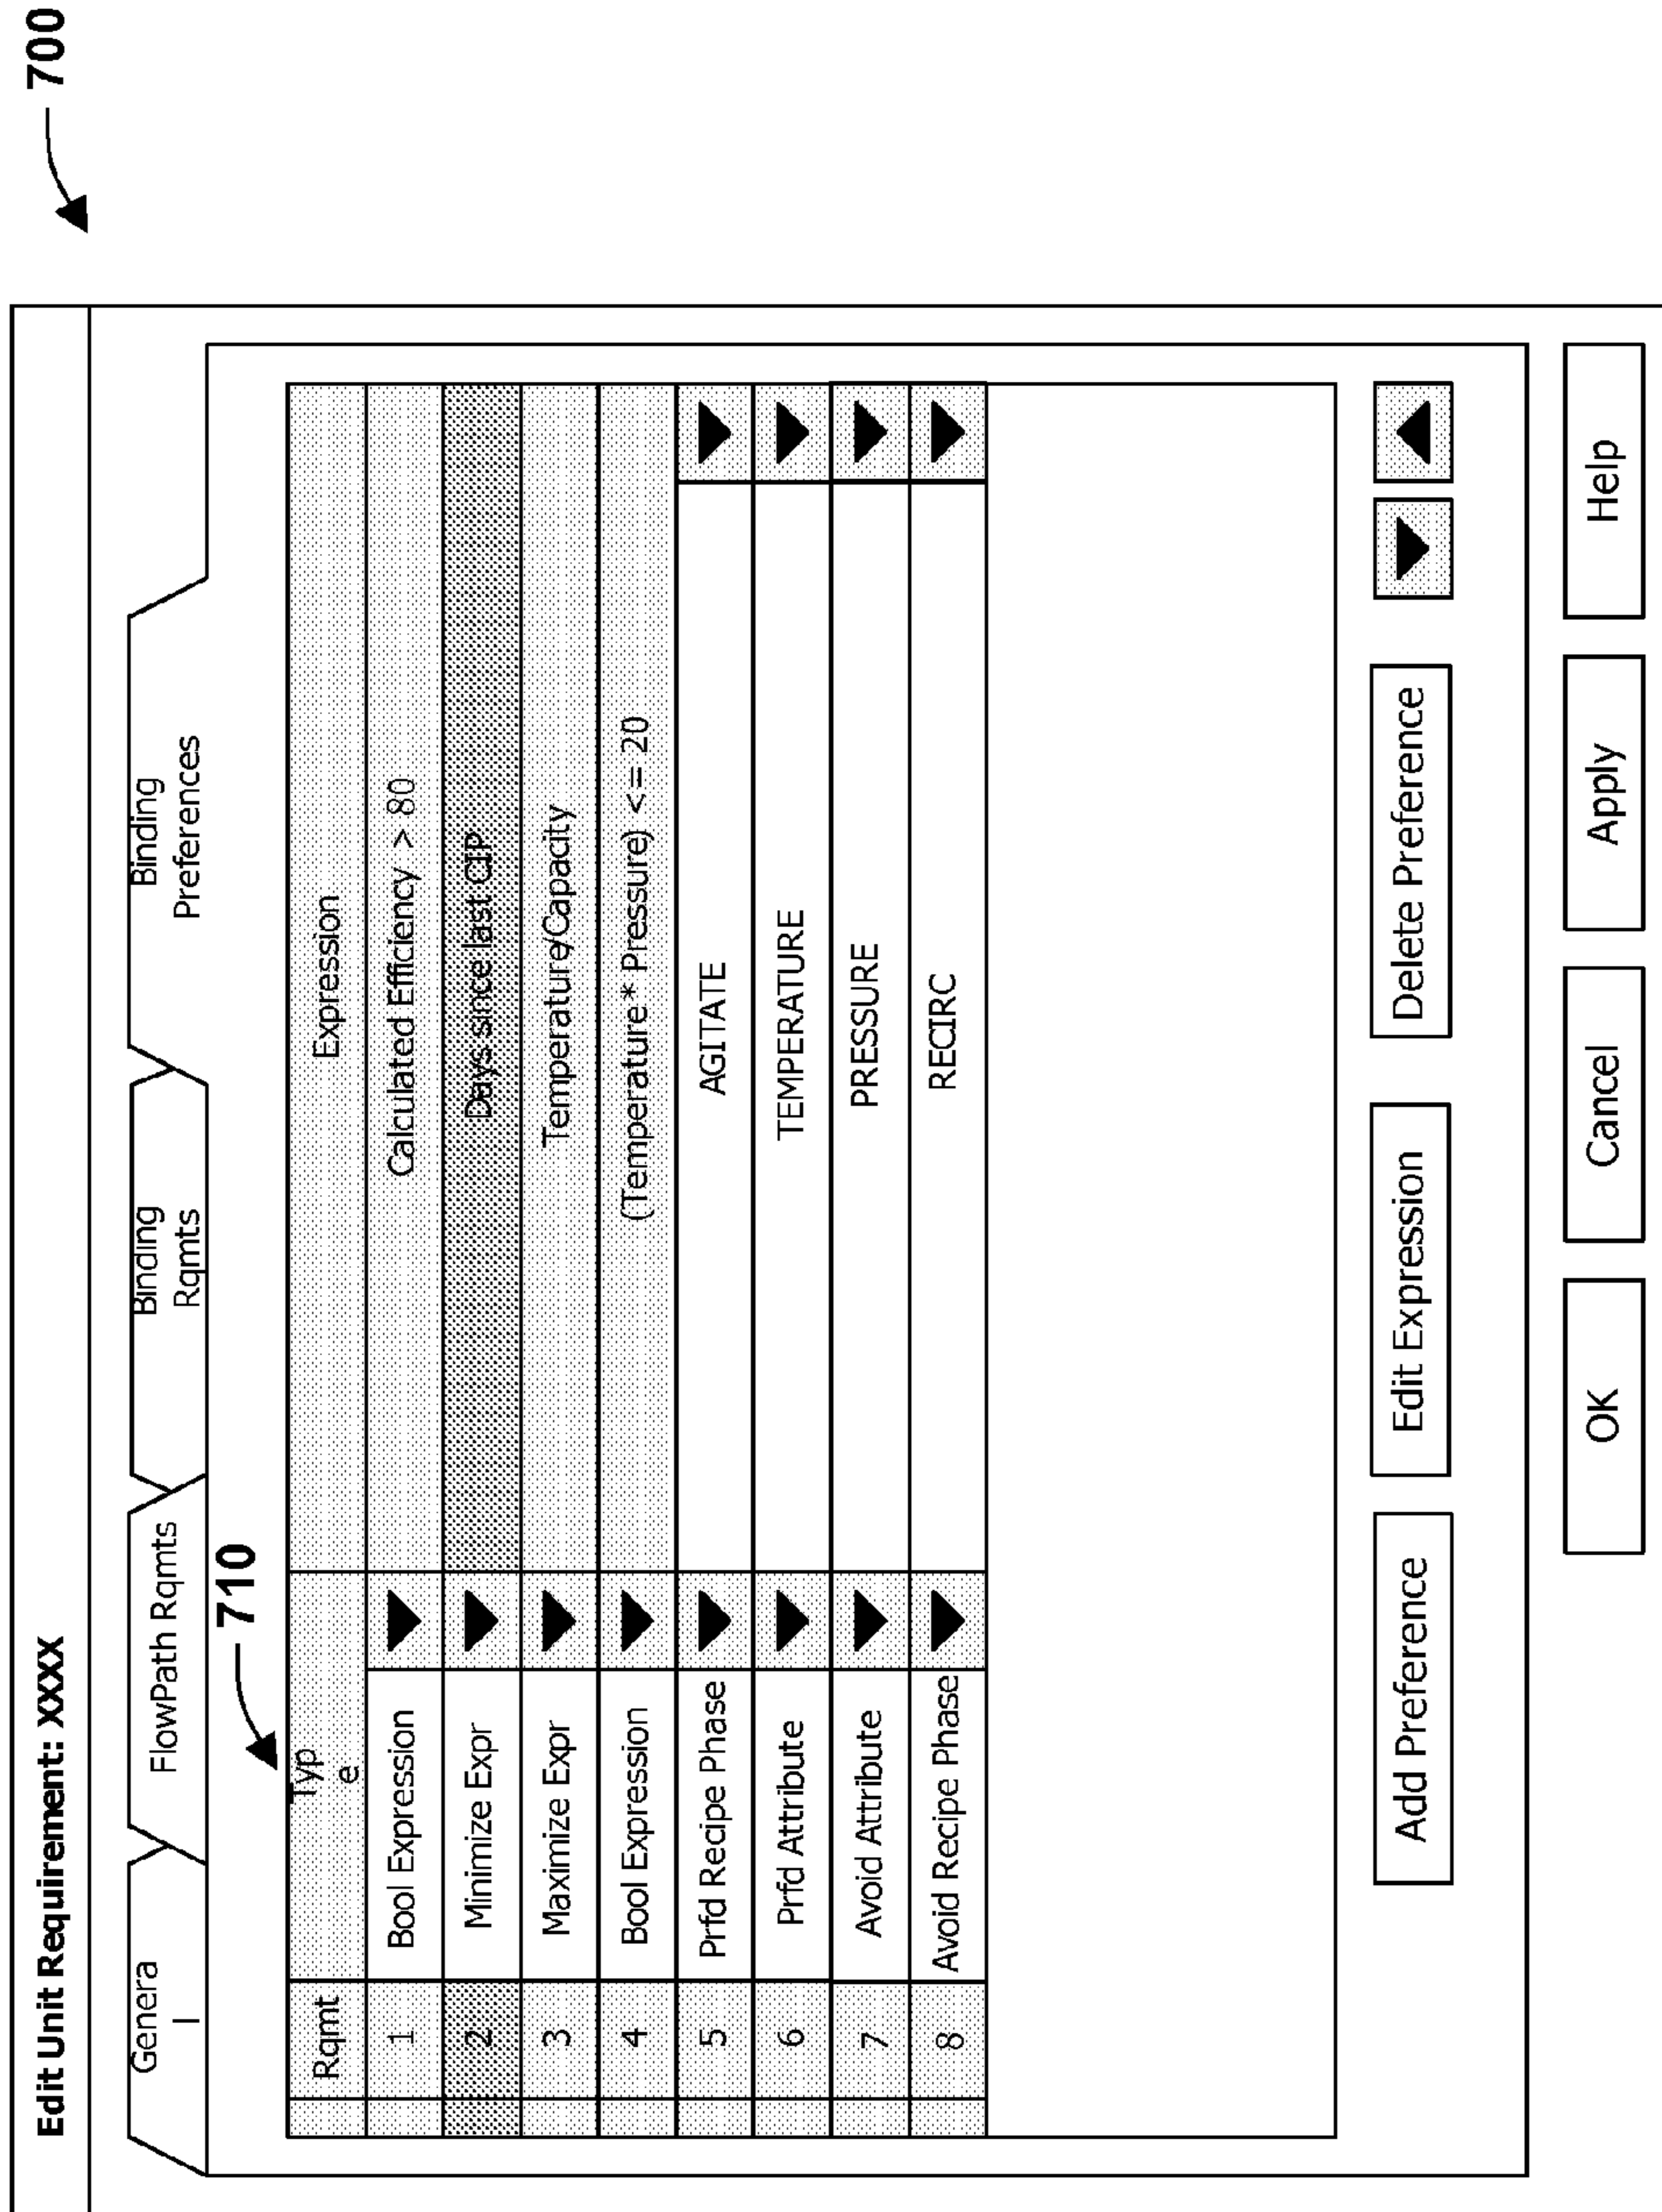 700
Edit Unit Requirement: XXXX
Genera
l
FlowPath Rqmts
Binding
Rqmts
Binding
Preferences
710
Rqmt Typ
e Expression
1 Bool Expression Calculated Efficiency > 80
2 Minimize Expr Days since last CIP
3 Maximize Expr Temperature/Capacity
4 Bool Expression (Temperature * Pressure) <= 20
5 Prfd Recipe Phase AGITATE
6 Prfd Attribute TEMPERATURE
7 Avoid Attribute PRESSURE
8 Avoid Recipe Phase RECIRC
Add Preference Edit Expression Delete Preference
OK Cancel Apply Help